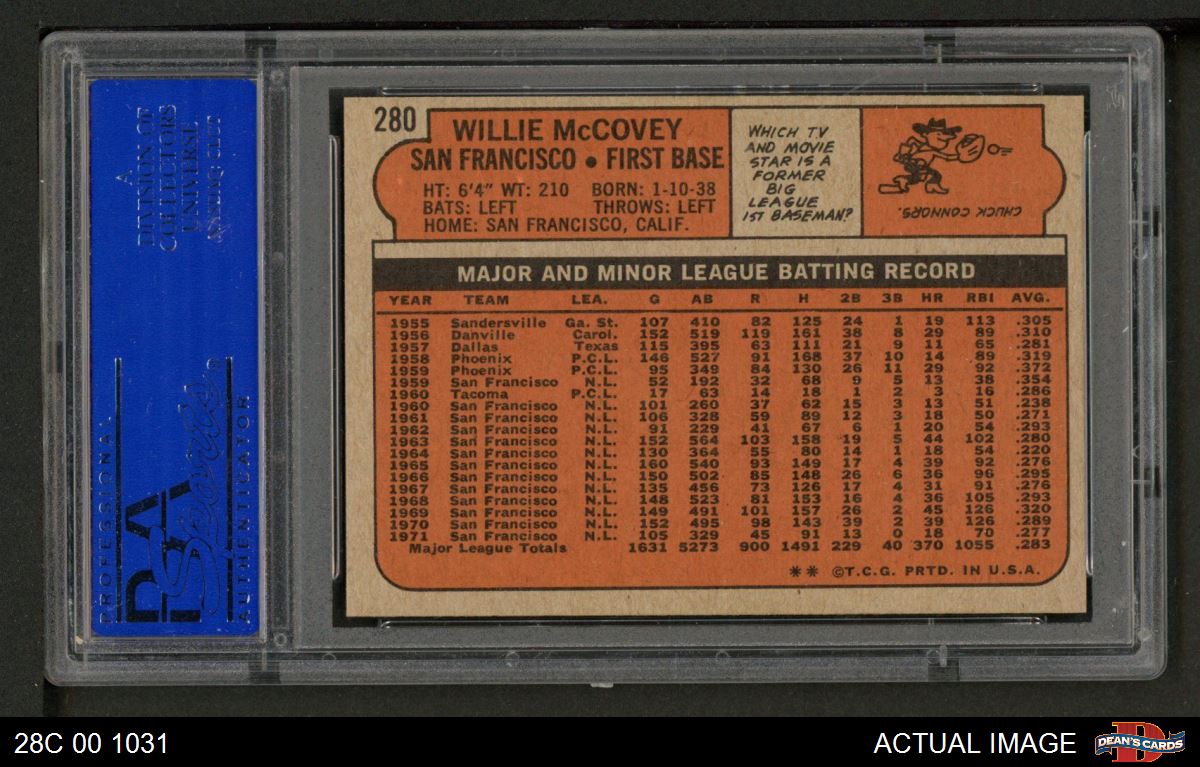 A
DIVISION OF
COLLECTORS
UNIVERSE
PROFESSIONAL
PSA
AUTHENTICATOR
280
WILLIE McCOVEY
SAN FRANCISCO • FIRST BASE
HT: 6'4" WT: 210 BORN: 1-10-38
BATS: LEFT THROWS: LEFT
HOME: SAN FRANCISCO, CALIF.
WHICH TV
AND MOVIE
STAR IS A
FORMER
BIG
LEAGUE
1ST BASEMAN?
CHUCK CONNORS.
MAJOR AND MINOR LEAGUE BATTING RECORD
YEAR TEAM LEA. G AB R H 2B 3B HR RBI AVG.
1955 Sandersville Ga. St. 107 410 82 125 24 1 19 113 .305
1956 Danville Carol. 152 519 119 161 38 8 29 89 .310
1957 Dallas Texas 115 395 63 111 21 9 11 65 .281
1958 Phoenix P.C.L. 146 527 91 168 37 10 14 89 .319
1959 Phoenix P.C.L. 95 349 84 130 26 11 29 92 .372
1959 San Francisco N.L. 52 192 32 68 9 5 13 38 .354
1960 Tacoma P.C.L. 17 63 14 18 1 2 3 16 .286
1960 San Francisco N.L. 101 260 37 62 15 3 13 51 .238
1961 San Francisco N.L. 106 328 59 89 12 3 18 50 .271
1962 San Francisco N.L. 91 229 41 67 6 1 20 54 .293
1963 San Francisco N.L. 152 564 103 158 19 5 44 102 .280
1964 San Francisco N.L. 130 364 55 80 14 1 18 54 .220
1965 San Francisco N.L. 160 540 93 149 17 4 39 92 .276
1966 San Francisco N.L. 150 502 85 148 26 6 36 96 .295
1967 San Francisco N.L. 135 456 73 126 17 4 31 91 .276
1968 San Francisco N.L. 148 523 81 153 16 4 36 105 .293
1969 San Francisco N.L. 149 491 101 157 26 2 45 126 .320
1970 San Francisco N.L. 152 495 98 143 39 2 39 126 .289
1971 San Francisco N.L. 105 329 45 91 13 0 18 70 .277
Major League Totals 1631 5273 900 1491 229 40 370 1055 .283
** ©T.C.G. PRTD. IN U.S.A.
28C 00 1031
ACTUAL IMAGE
DEAN'S CARDS